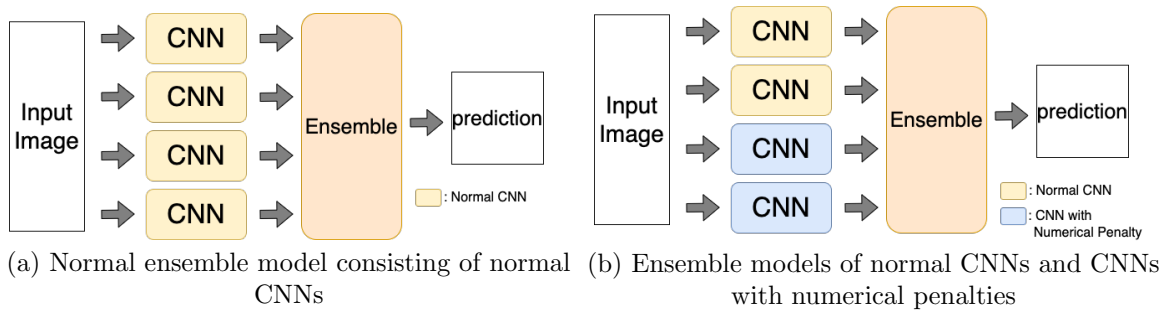 Input
Image
CNN
CNN
CNN
CNN
Ensemble
prediction
: Normal CNN
(a) Normal ensemble model consisting of normal
CNNs
Input
Image
CNN
CNN
CNN
CNN
Ensemble
prediction
: Normal CNN
: CNN with
Numerical Penalty
(b) Ensemble models of normal CNNs and CNNs
with numerical penalties